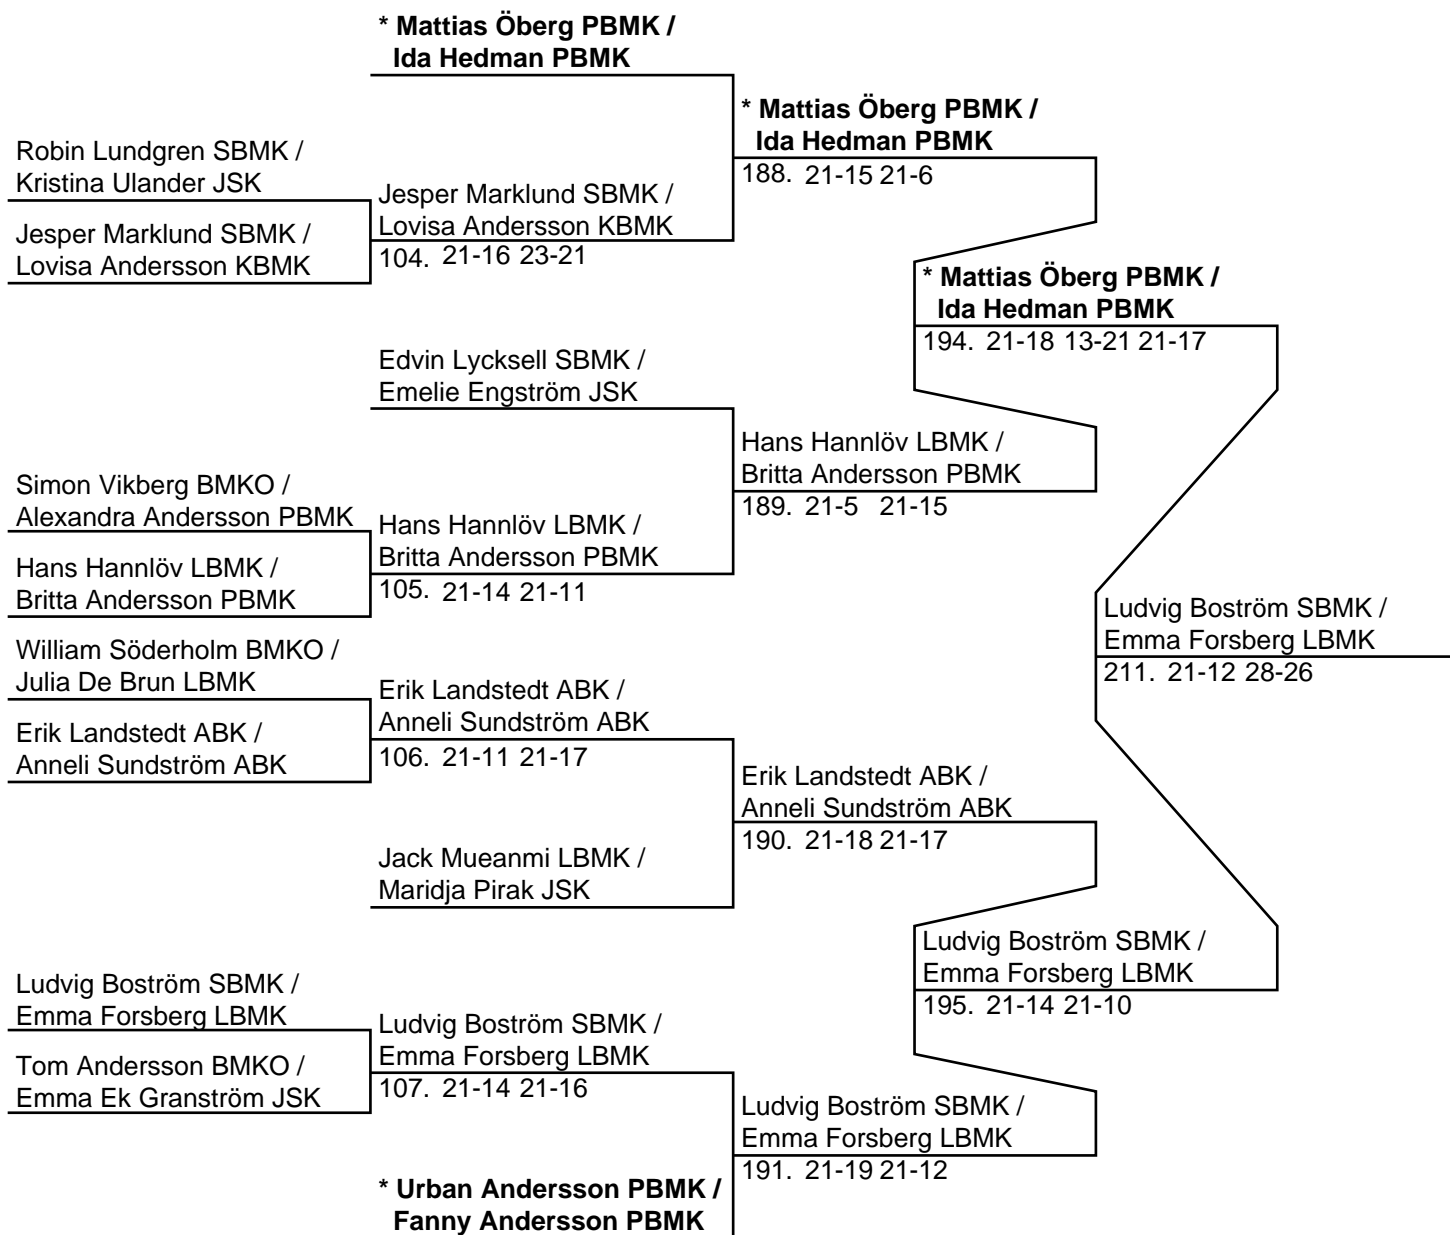 * Mattias Öberg PBMK /
Ida Hedman PBMK
* Mattias Öberg PBMK /
Ida Hedman PBMK
188. 21-15 21-6
Robin Lundgren SBMK /
Kristina Ulander JSK
Jesper Marklund SBMK /
Lovisa Andersson KBMK
104. 21-16 23-21
Jesper Marklund SBMK /
Lovisa Andersson KBMK
* Mattias Öberg PBMK /
Ida Hedman PBMK
194. 21-18 13-21 21-17
Edvin Lycksell SBMK /
Emelie Engström JSK
Hans Hannlöv LBMK /
Britta Andersson PBMK
189. 21-5 21-15
Simon Vikberg BMKO /
Alexandra Andersson PBMK
Hans Hannlöv LBMK /
Britta Andersson PBMK
105. 21-14 21-11
Hans Hannlöv LBMK /
Britta Andersson PBMK
Ludvig Boström SBMK /
Emma Forsberg LBMK
211. 21-12 28-26
William Söderholm BMKO /
Julia De Brun LBMK
Erik Landstedt ABK /
Anneli Sundström ABK
106. 21-11 21-17
Erik Landstedt ABK /
Anneli Sundström ABK
Erik Landstedt ABK /
Anneli Sundström ABK
190. 21-18 21-17
Jack Mueanmi LBMK /
Maridja Pirak JSK
Ludvig Boström SBMK /
Emma Forsberg LBMK
195. 21-14 21-10
Ludvig Boström SBMK /
Emma Forsberg LBMK
Ludvig Boström SBMK /
Emma Forsberg LBMK
107. 21-14 21-16
Tom Andersson BMKO /
Emma Ek Granström JSK
Ludvig Boström SBMK /
Emma Forsberg LBMK
191. 21-19 21-12
* Urban Andersson PBMK /
Fanny Andersson PBMK